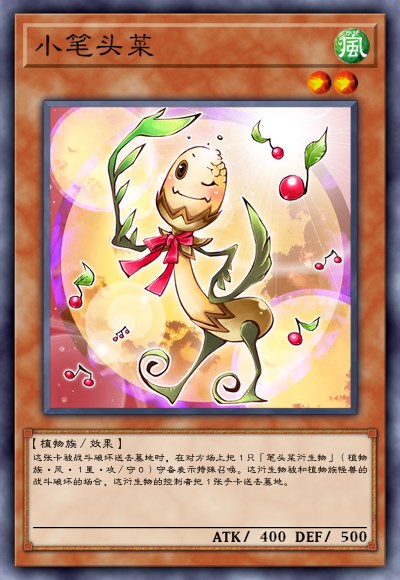 小笔头菜
風
【植物族／效果】
这张卡被战斗破坏送去墓地时，在对方场上把１只「笔头菜衍生物」（植物
族·风·１星·攻／守０）守备表示特殊召唤。这衍生物被和植物族怪兽的
战斗破坏的场合，这衍生物的控制者把１张手卡送去墓地。
ATK/ 400 DEF/ 500